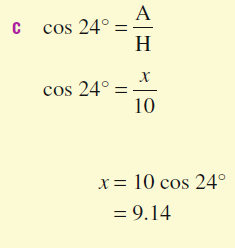 c cos 24° = A/H
cos 24° = x/10
x = 10 cos 24°
= 9.14